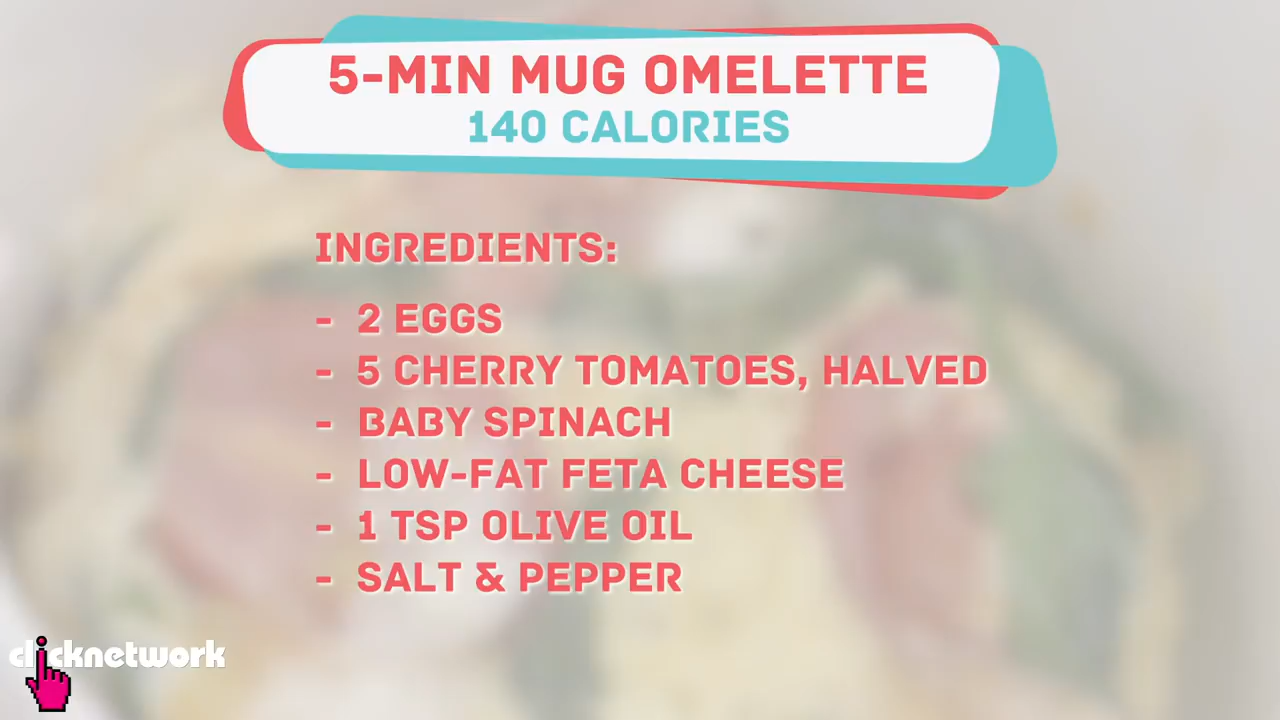 5-MIN MUG OMELETTE
140 CALORIES
INGREDIENTS:
- 2 EGGS
- 5 CHERRY TOMATOES, HALVED
- BABY SPINACH
- LOW-FAT FETA CHEESE
- 1 TSP OLIVE OIL
- SALT & PEPPER
clicknetwork